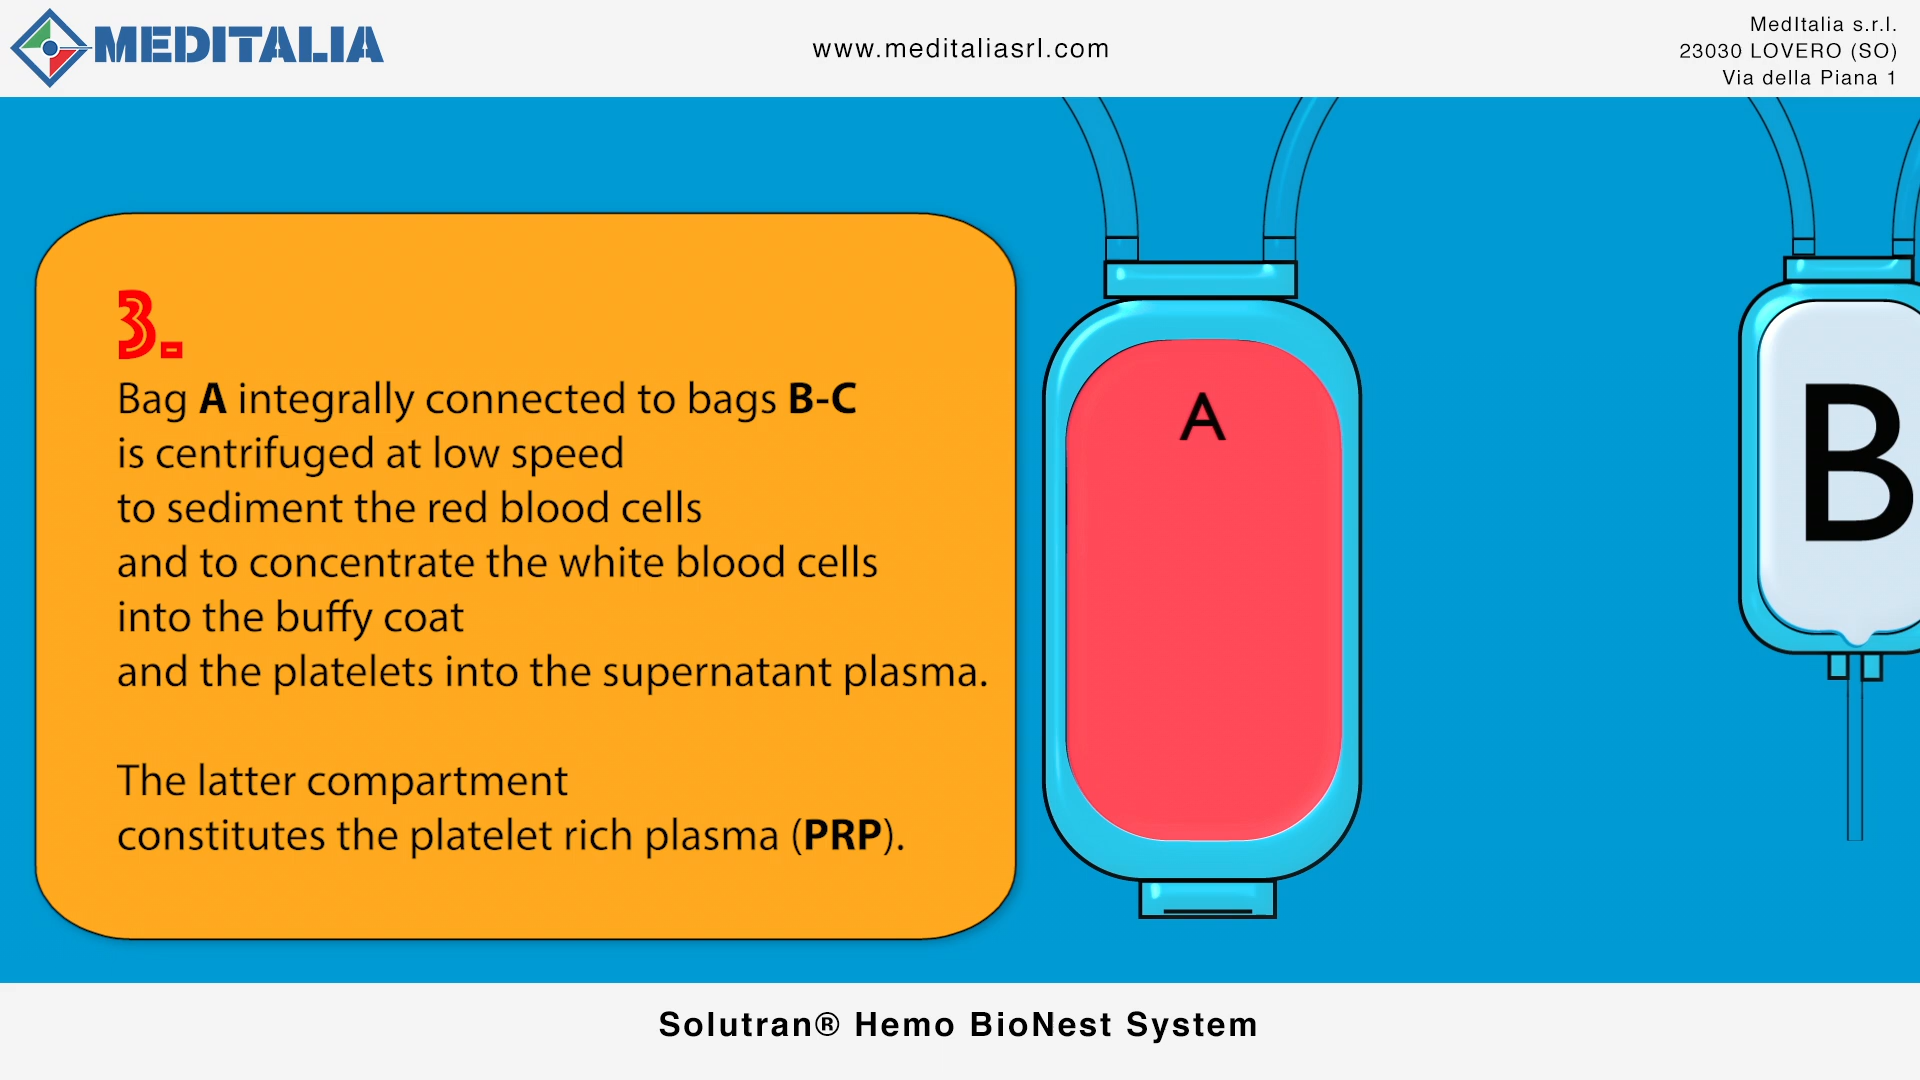 MEDITALIA
www.meditaliasrl.com
MedItalia s.r.l.
23030 LOVERO (SO)
Via della Piana 1
3.
Bag A integrally connected to bags B-C
is centrifuged at low speed
to sediment the red blood cells
and to concentrate the white blood cells
into the buffy coat
and the platelets into the supernatant plasma.
The latter compartment
constitutes the platelet rich plasma (PRP).
A
B
Solutran® Hemo BioNest System